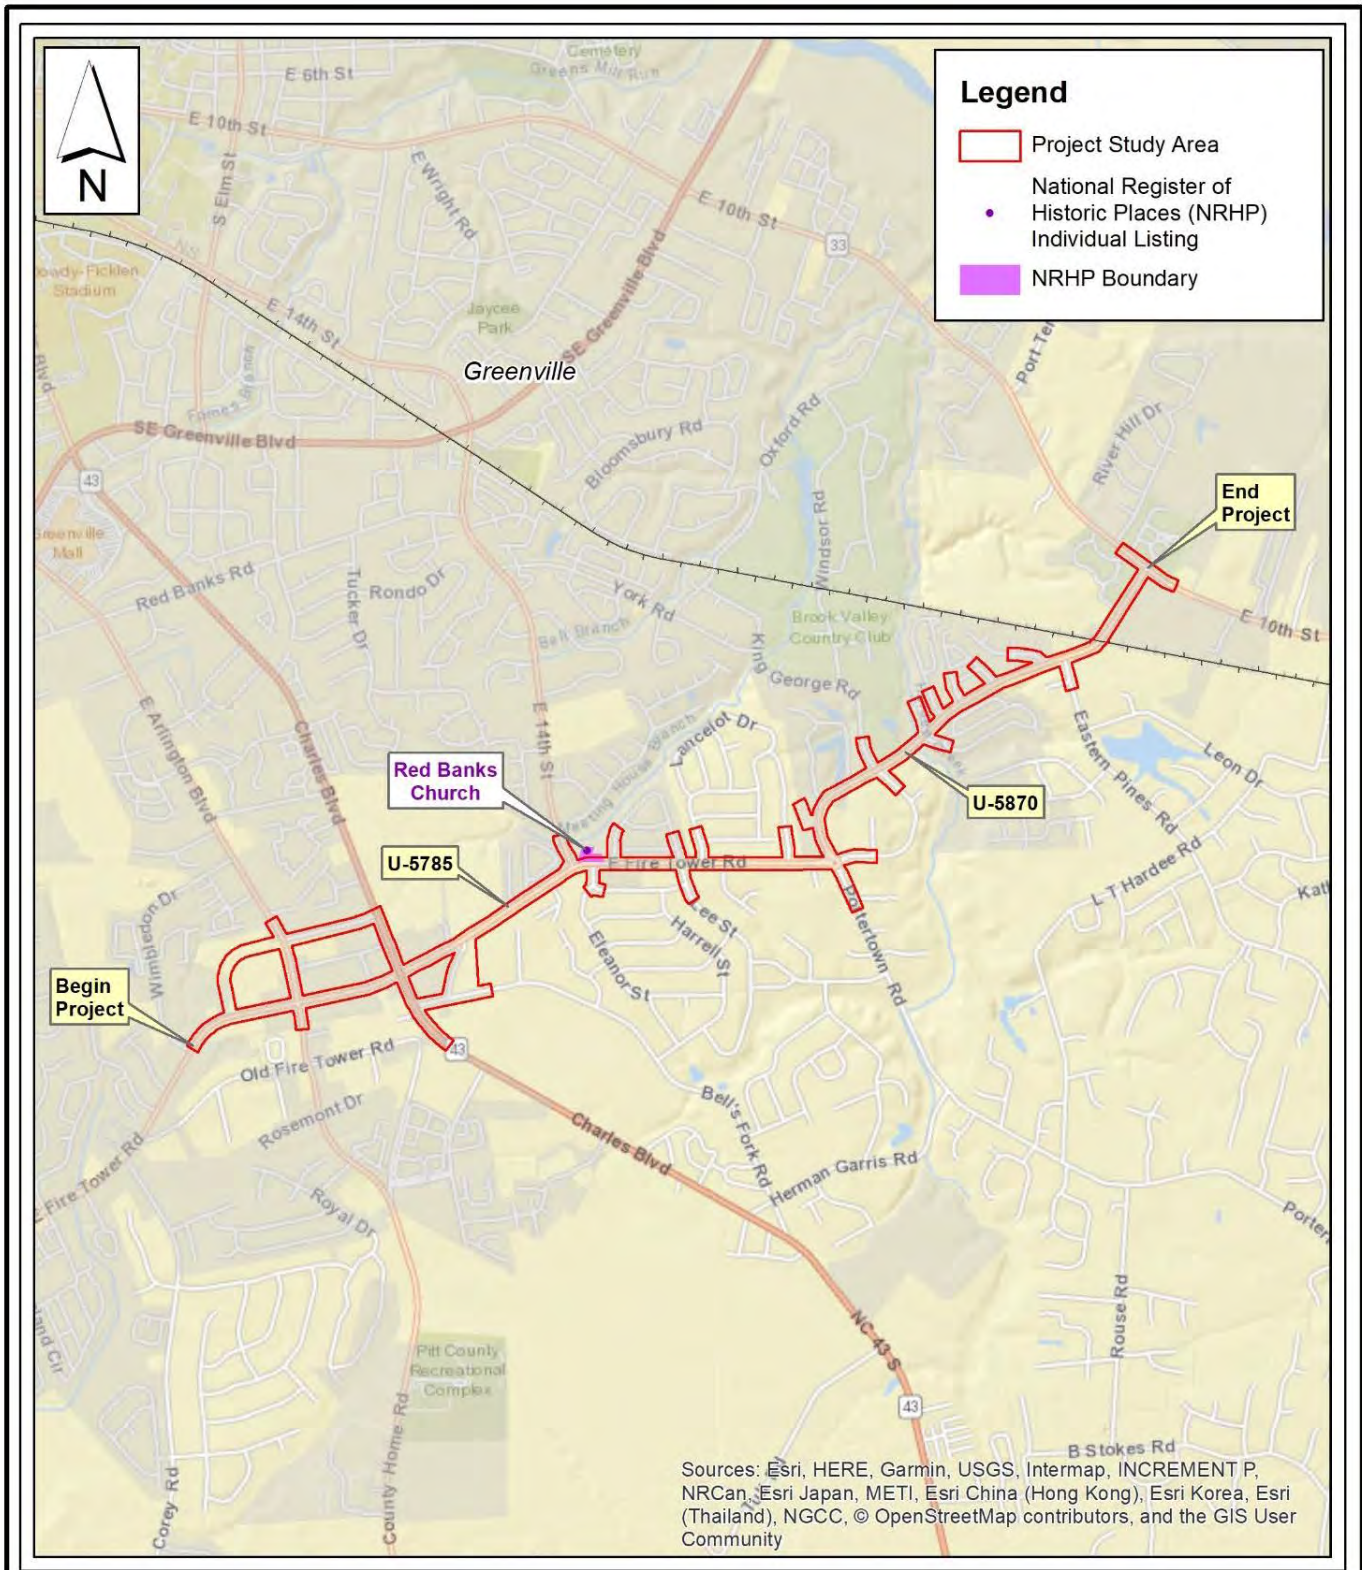 N
Legend
Project Study Area
National Register of
Historic Places (NRHP)
Individual Listing
NRHP Boundary
Cemetery
Greens Mill Run
E 6th St
E 10th St
S Elm St
E Wright Rd
E 10th St
33
NS
Stadium
E 14th St
Jaycee
Park
SE Greenville Blvd
Greenville
Blvd
SE Greenville Blvd
43
Mall
Bloomsbury Rd
Oxford Rd
Windsor Rd
River Hill Dr
End
Project
E 10th St
Red Banks Rd
Tucker Dr
Rondo Dr
York Rd
Bell Branch
Brook Valley
Country Club
King George Rd
E Arlington Blvd
Charles Blvd
E 14th St
Meeting House Branch
Lancelot Dr
Eastern Pines Rd
Leon Dr
Red Banks
Church
U-5870
U-5785
E Fire Tower Rd
L T Hardee Rd
Wimbledon Dr
Lee St
Harrell St
Eleanor St
Portertown Rd
Begin
Project
Old Fire Tower Rd
43
Rosemont Dr
Bell's Fork Rd
Charles Blvd
Herman Garris Rd
Fire Tower Rd
Royal Dr
Rouse Rd
NC 43 S
Pitt County
Recreational
Complex
43
County Home Rd
Corey Rd
B Stokes Rd
Sources: Esri, HERE, Garmin, USGS, Intermap, INCREMENT P,
NRCan, Esri Japan, METI, Esri China (Hong Kong), Esri Korea, Esri
(Thailand), NGCC, © OpenStreetMap contributors, and the GIS User
Community